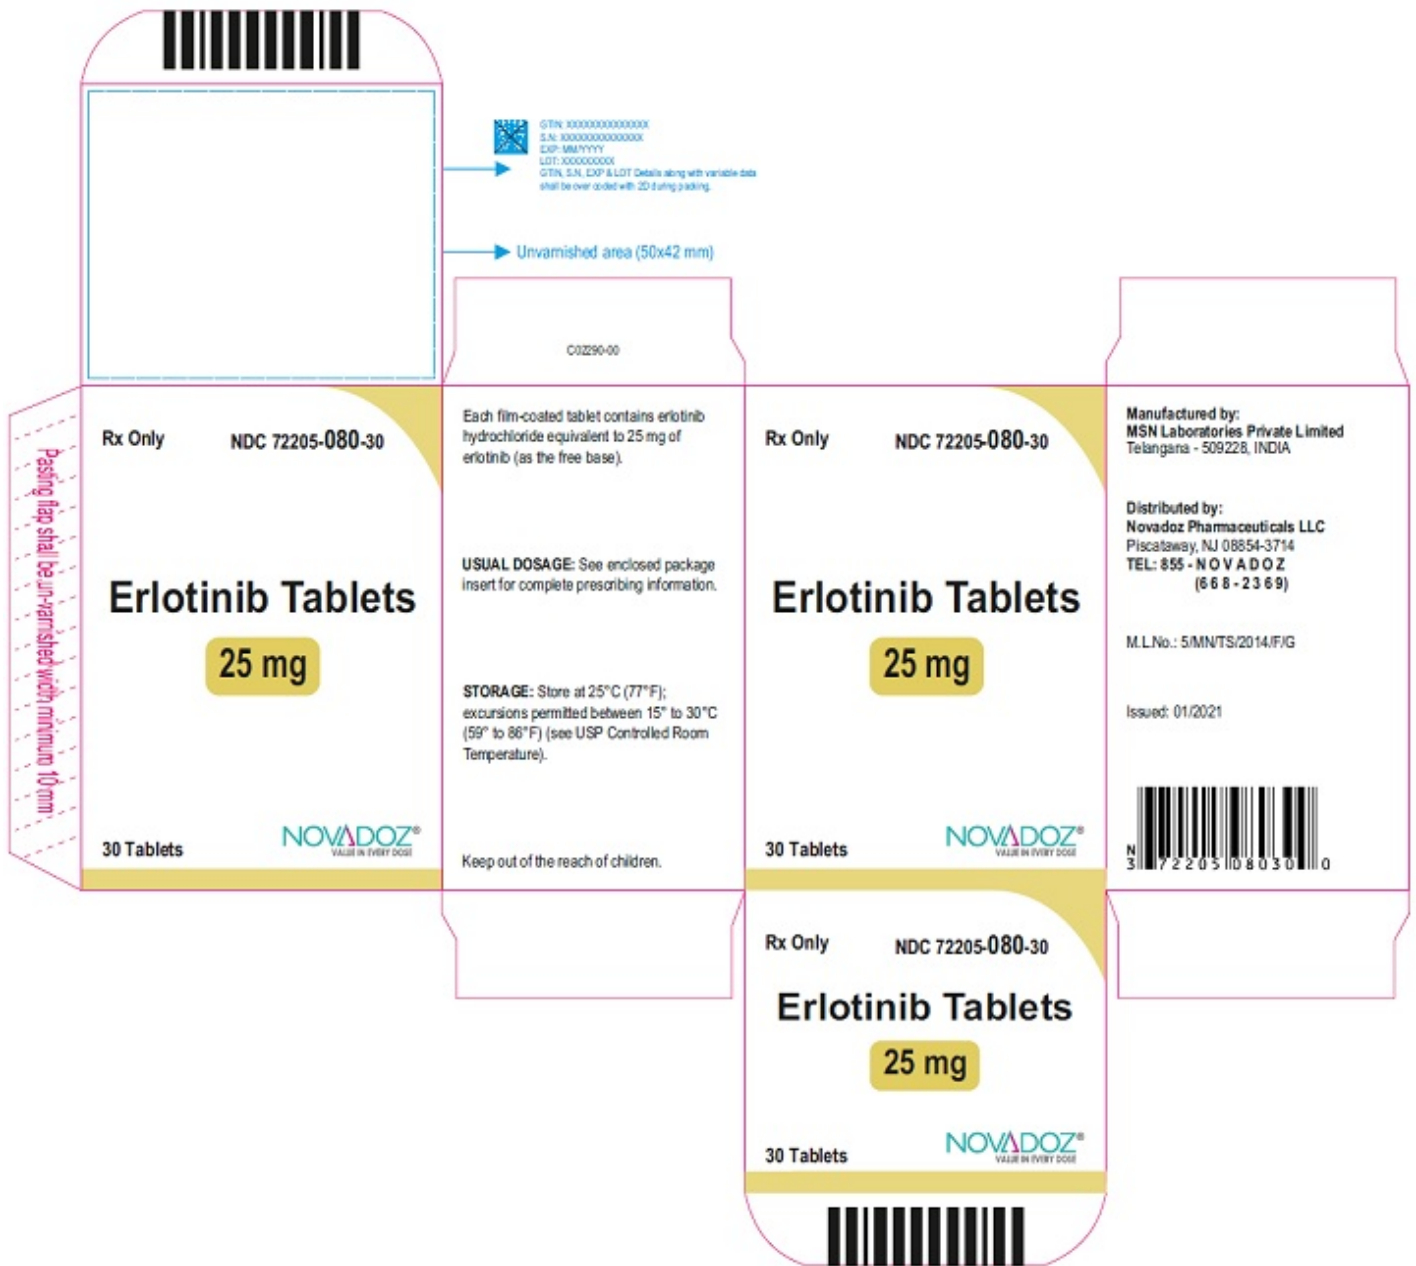 GTIN: XXXXXXXXXXXXXX
S.N: XXXXXXXXXXXXXX
EXP: MM/YYYY
LOT: XXXXXXXXX
GTIN, S.N, EXP & LOT Details along with variable data
shall be over coded with 2D during packing.
Unvarnished area (50x42 mm)
C02290-00
Pasting flap shall be un-varnished width minimum 10 mm
Rx Only
NDC 72205-080-30
Erlotinib Tablets
25 mg
30 Tablets
NOVADOZ®
VALUE IN EVERY DOSE
Each film-coated tablet contains erlotinib
hydrochloride equivalent to 25 mg of
erlotinib (as the free base).
USUAL DOSAGE: See enclosed package
insert for complete prescribing information.
STORAGE: Store at 25°C (77°F);
excursions permitted between 15° to 30°C
(59° to 86°F) (see USP Controlled Room
Temperature).
Keep out of the reach of children.
Rx Only
NDC 72205-080-30
Erlotinib Tablets
25 mg
30 Tablets
NOVADOZ®
VALUE IN EVERY DOSE
Manufactured by:
MSN Laboratories Private Limited
Telangana - 509228, INDIA
Distributed by:
Novadoz Pharmaceuticals LLC
Piscataway, NJ 08854-3714
TEL: 855 - N O V A D O Z
(6 6 8 - 2 3 6 9)
M.L.No.: 5/MN/TS/2014/F/G
Issued: 01/2021
N
3 72205 08030 0
Rx Only
NDC 72205-080-30
Erlotinib Tablets
25 mg
30 Tablets
NOVADOZ®
VALUE IN EVERY DOSE